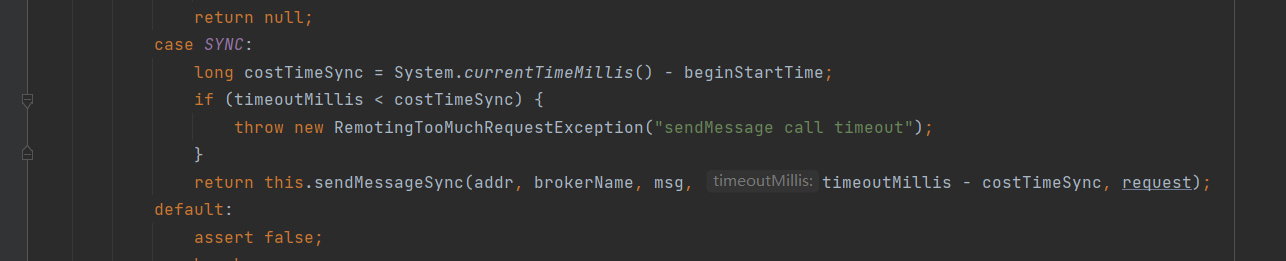 return null;
case SYNC:
long costTimeSync = System.currentTimeMillis() - beginStartTime;
if (timeoutMillis < costTimeSync) {
throw new RemotingTooMuchRequestException("sendMessage call timeout");
}
return this.sendMessageSync(addr, brokerName, msg, timeoutMillis: timeoutMillis - costTimeSync, request);
default:
assert false;